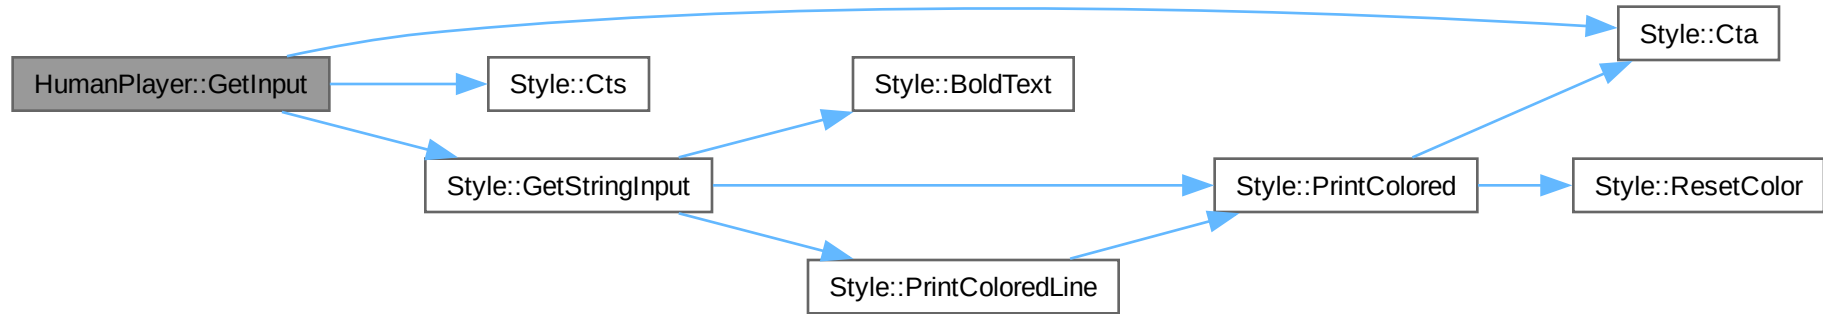 Style::Cta
HumanPlayer::GetInput
Style::Cts
Style::BoldText
Style::GetStringInput
Style::PrintColored
Style::ResetColor
Style::PrintColoredLine